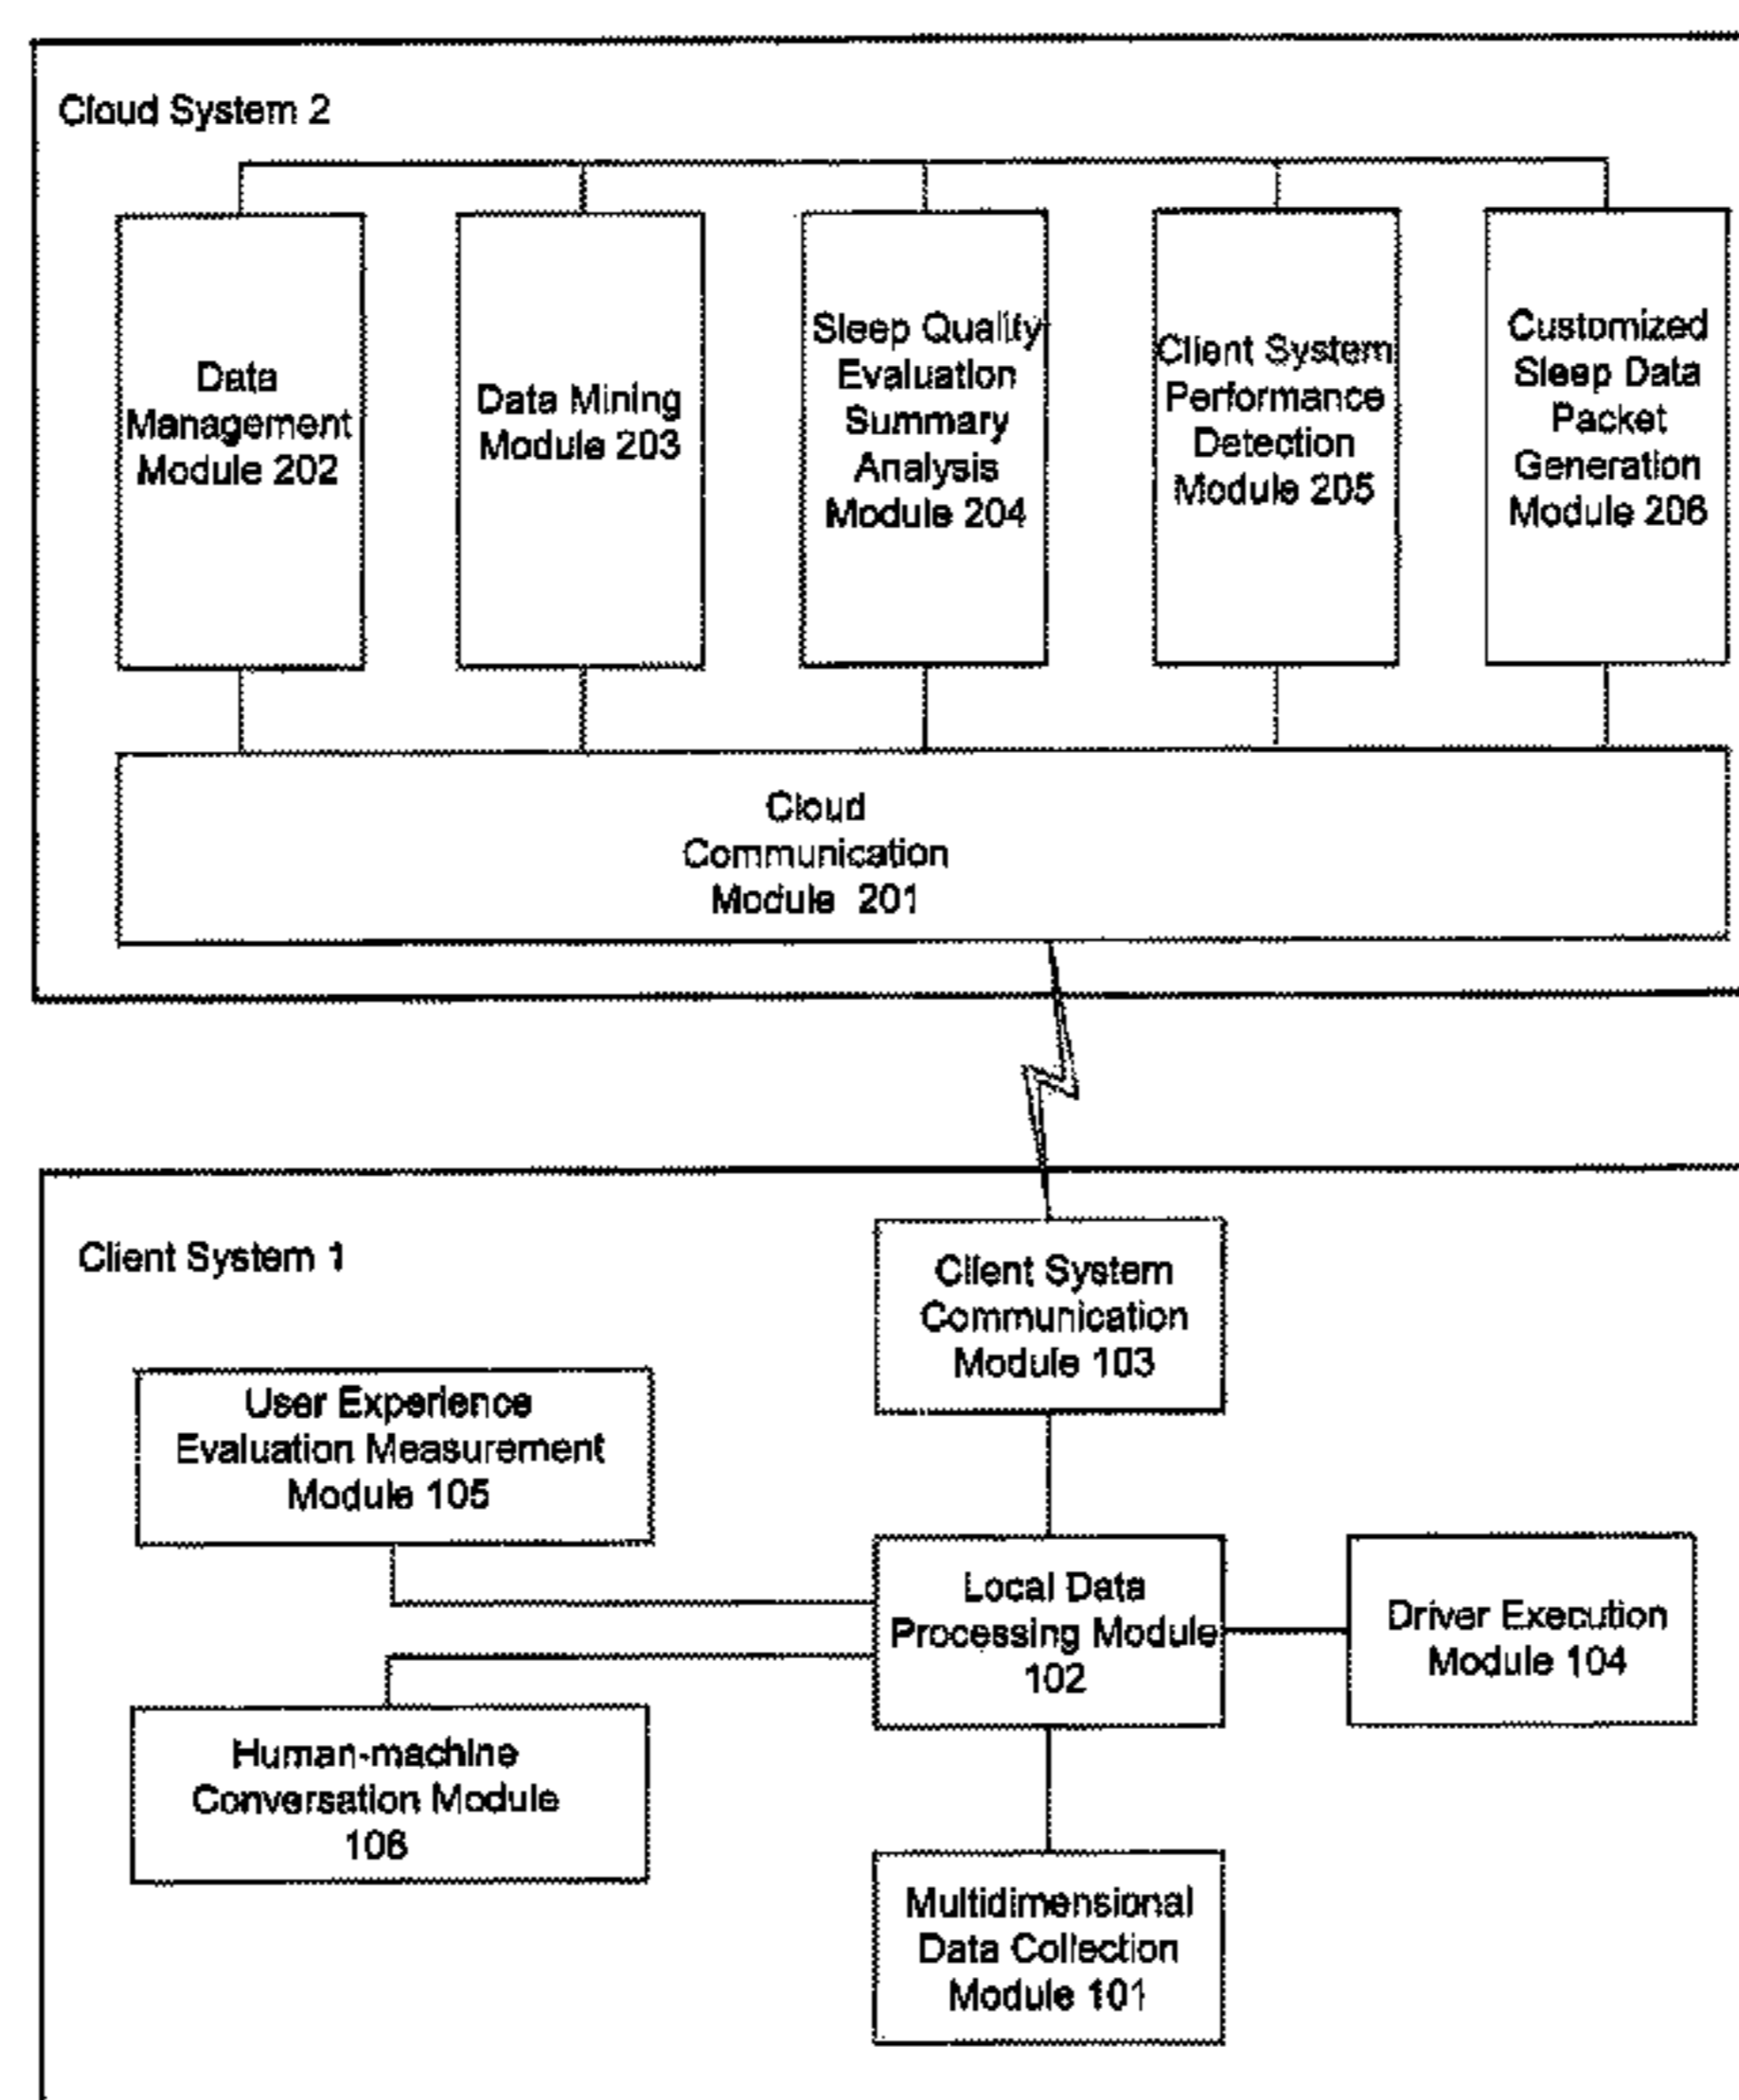 Cloud System 2
Data
Management
Module 202
Data Mining
Module 203
Sleep Quality
Evaluation
Summary
Analysis
Module 204
Client System
Performance
Detection
Module 205
Customized
Sleep Data
Packet
Generation
Module 206
Cloud
Communication
Module 201
Client System 1
Client System
Communication
Module 103
User Experience
Evaluation Measurement
Module 105
Local Data
Processing Module
102
Driver Execution
Module 104
Human-machine
Conversation Module
106
Multidimensional
Data Collection
Module 101